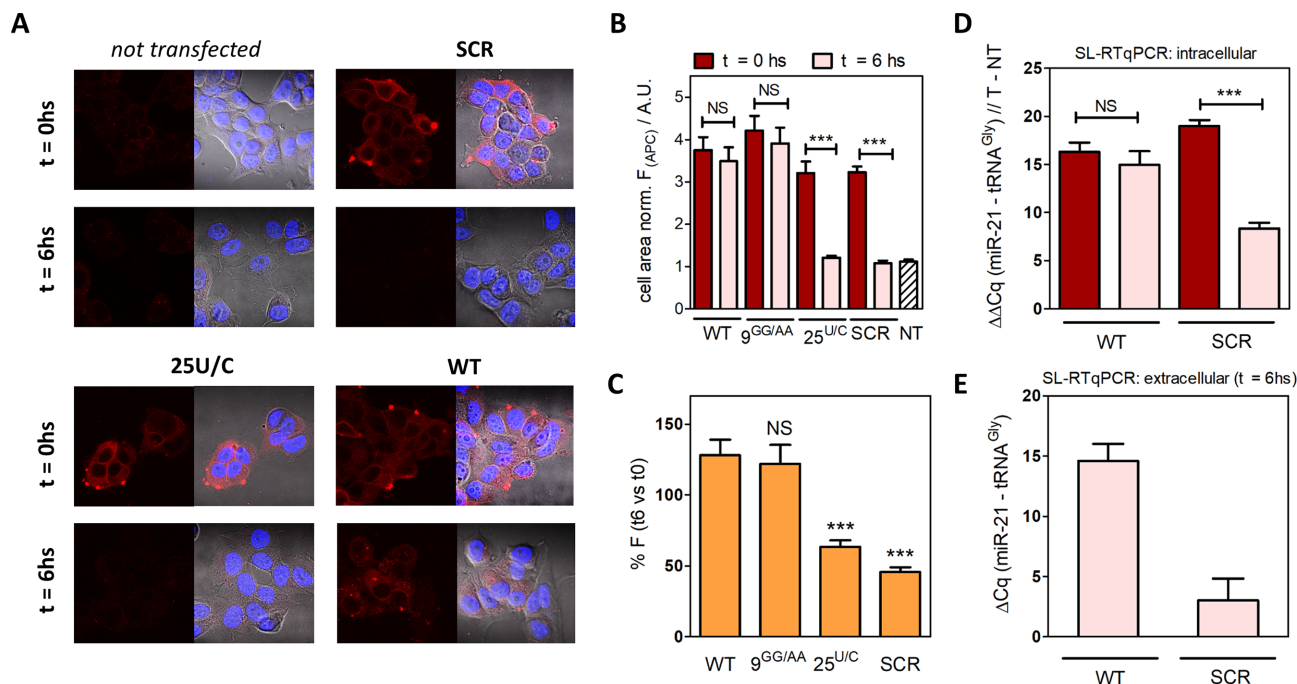 A
not transfected
SCR
t = 0hs
t = 6hs
25U/C
WT
t = 0hs
t = 6hs
B
t = 0 hs
t = 6 hs
cell area norm. F(APC) / A.U.
5
4
3
2
1
0
NS
NS
***
***
WT
9GG/AA
25U/C
SCR
NT
C
% F (t6 vs t0)
150
100
50
0
NS
***
***
WT
9GG/AA
25U/C
SCR
D
SL-RTqPCR: intracellular
ΔΔCq (miR-21 - tRNAGly) // T - NT
25
20
15
10
5
0
NS
***
WT
SCR
E
SL-RTqPCR: extracellular (t = 6hs)
ΔCq (miR-21 - tRNAGly)
20
15
10
5
0
WT
SCR